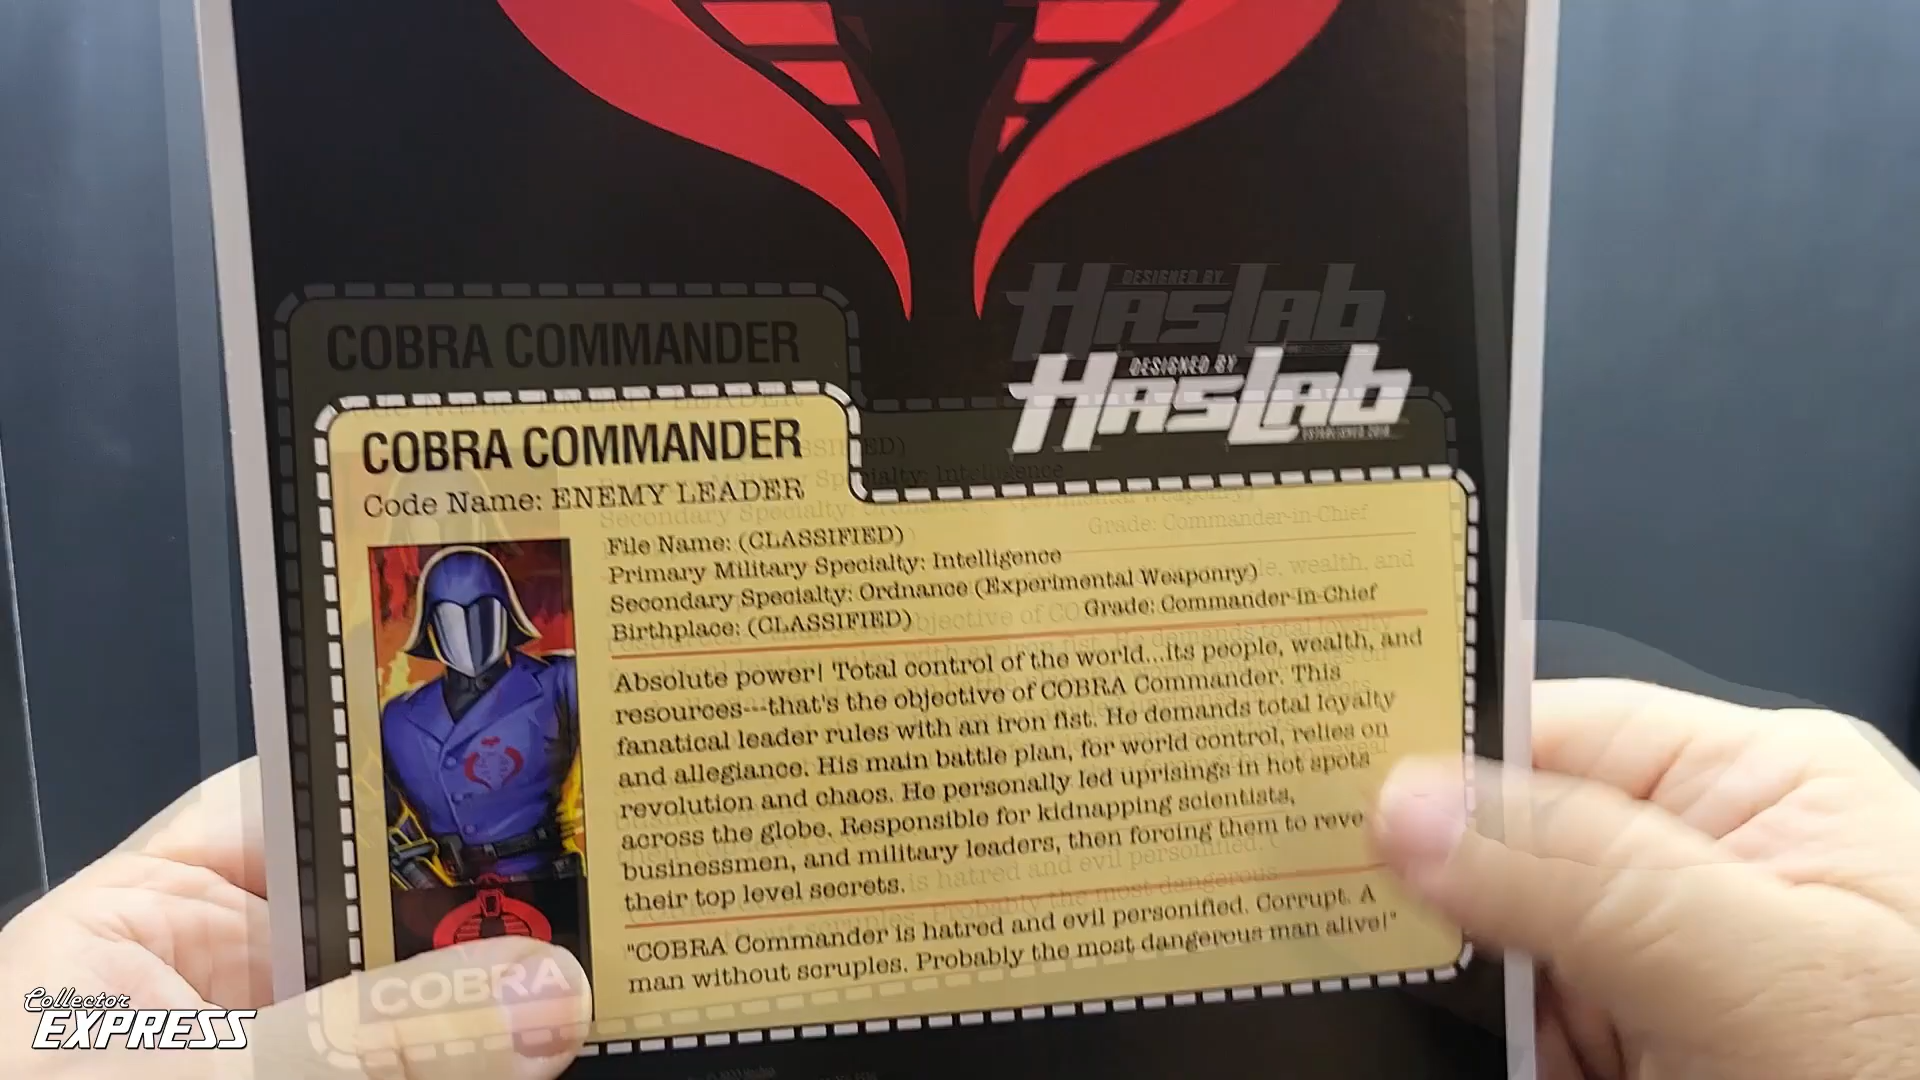 DESIGNED BY
HASLAB
ESTABLISHED 2018
COBRA COMMANDER
Code Name: ENEMY LEADER
File Name: (CLASSIFIED)
Primary Military Specialty: Intelligence
Secondary Specialty: Ordnance (Experimental Weaponry)
Birthplace: (CLASSIFIED) Grade: Commander-in-Chief
Absolute power! Total control of the world...its people, wealth, and
resources---that's the objective of COBRA Commander. This
fanatical leader rules with an iron fist. He demands total loyalty
and allegiance. His main battle plan, for world control, relies on
revolution and chaos. He personally led uprisings in hot spots
across the globe. Responsible for kidnapping scientists,
businessmen, and military leaders, then forcing them to reve
their top level secrets.
"COBRA Commander is hatred and evil personified. Corrupt. A
man without scruples. Probably the most dangerous man alive!"
COBRA
Collector
EXPRESS